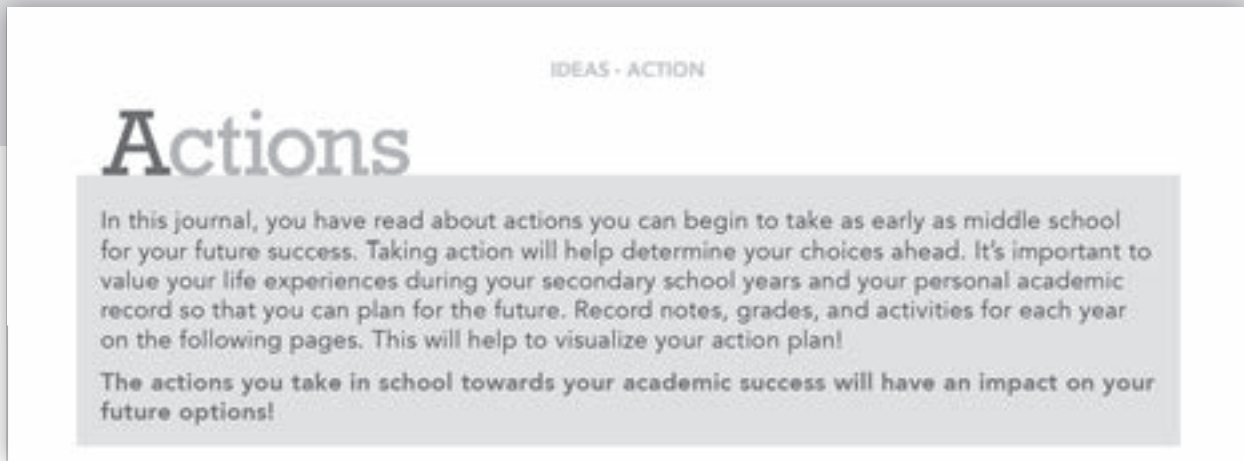 IDEAS - ACTION
Actions
In this journal, you have read about actions you can begin to take as early as middle school
for your future success. Taking action will help determine your choices ahead. It's important to
value your life experiences during your secondary school years and your personal academic
record so that you can plan for the future. Record notes, grades, and activities for each year
on the following pages. This will help to visualize your action plan!
The actions you take in school towards your academic success will have an impact on your
future options!